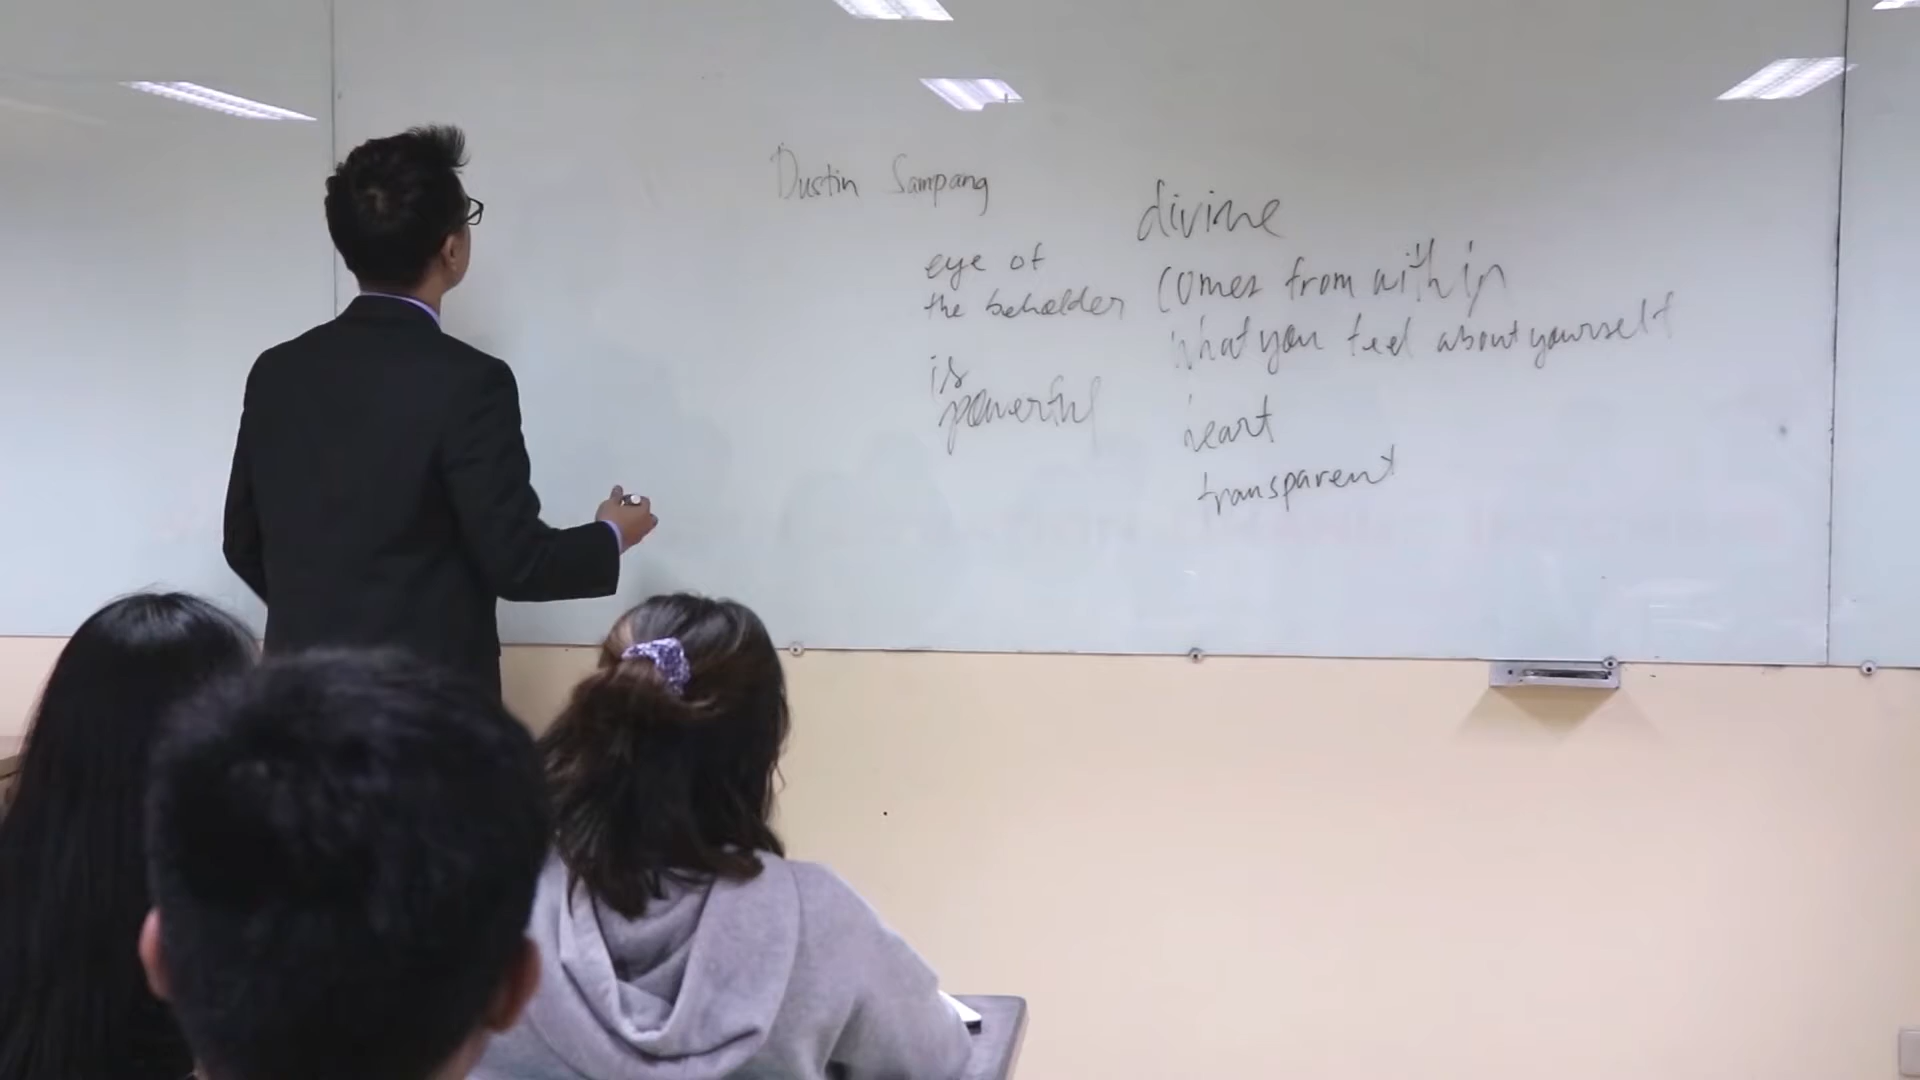 Dustin Sampang
eye of
the beholder
is
powerful
divine
comes from within
what you feel about yourself
heart
transparent